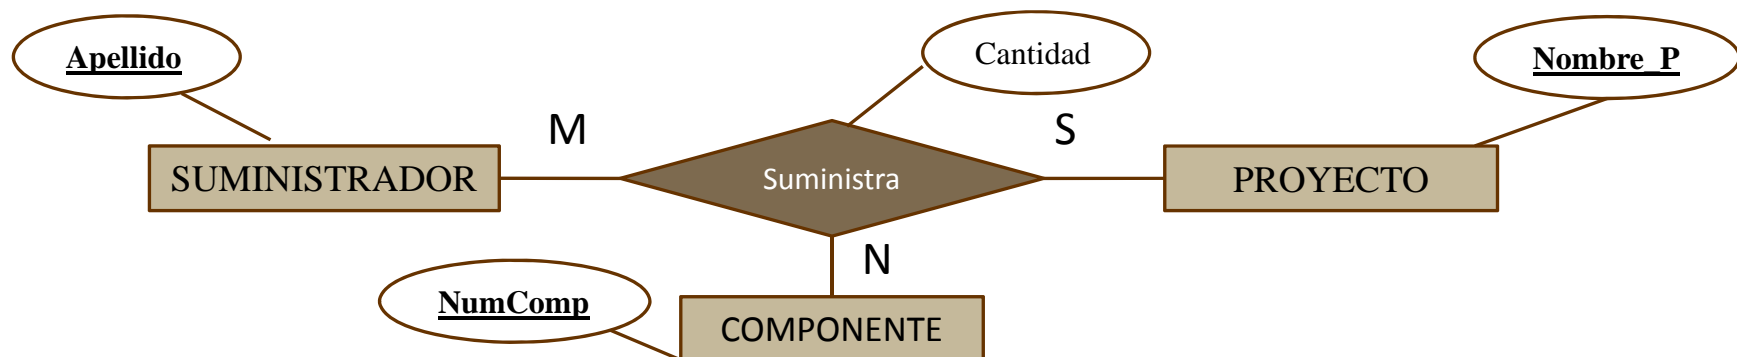 Apellido
Cantidad
Nombre_P
M
S
SUMINISTRADOR
Suministra
PROYECTO
N
NumComp
COMPONENTE